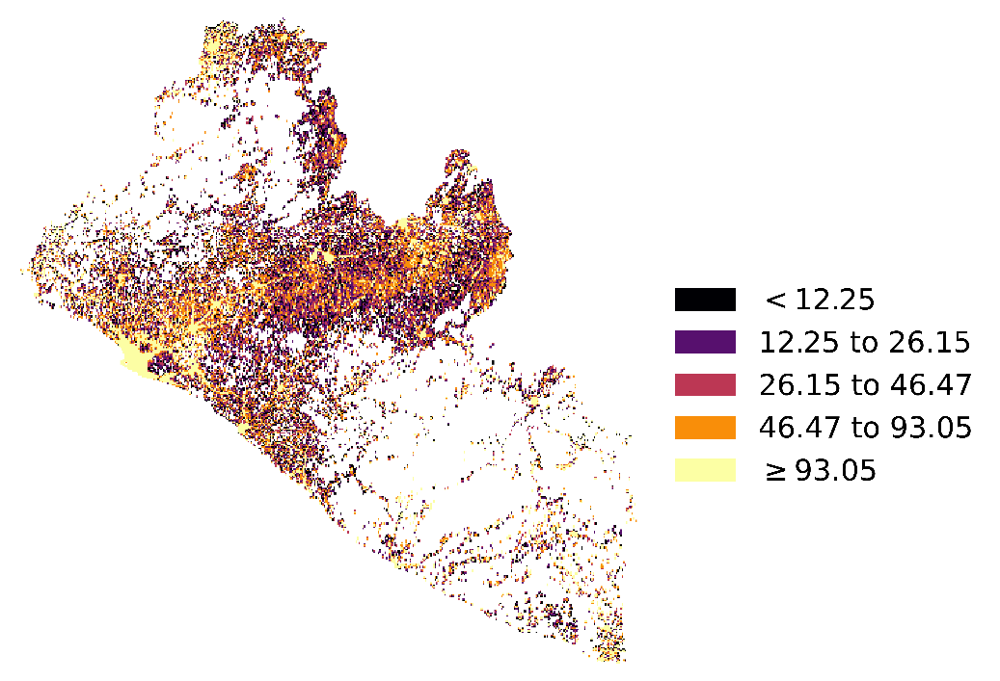 < 12.25
12.25 to 26.15
26.15 to 46.47
46.47 to 93.05
≥ 93.05